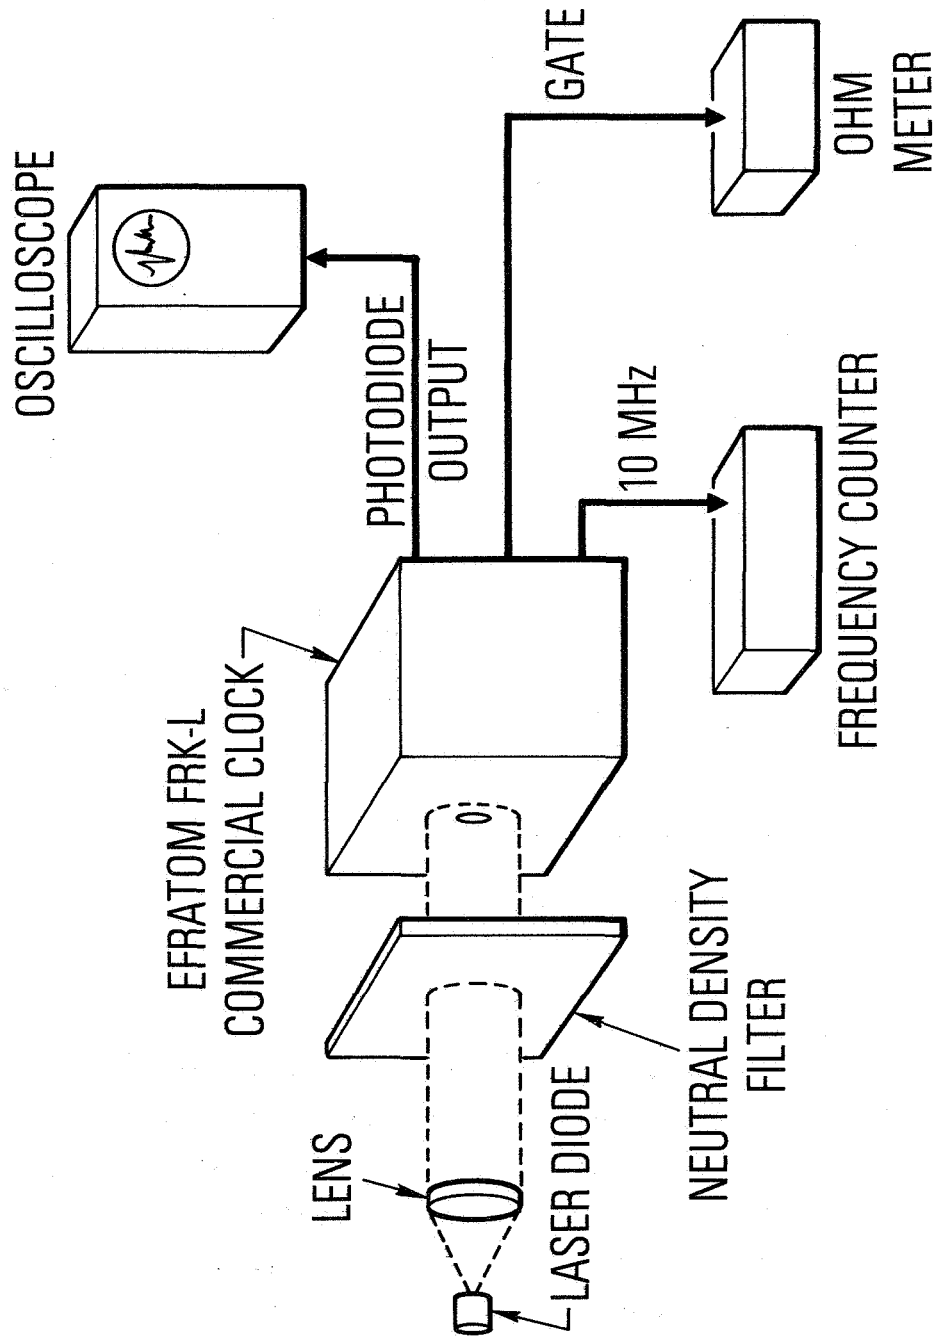 OSCILLOSCOPE
PHOTODIODE
OUTPUT
GATE
OHM
METER
10 MHz
FREQUENCY COUNTER
EFRATOM FRK-L
COMMERCIAL CLOCK
NEUTRAL DENSITY
FILTER
LENS
LASER DIODE